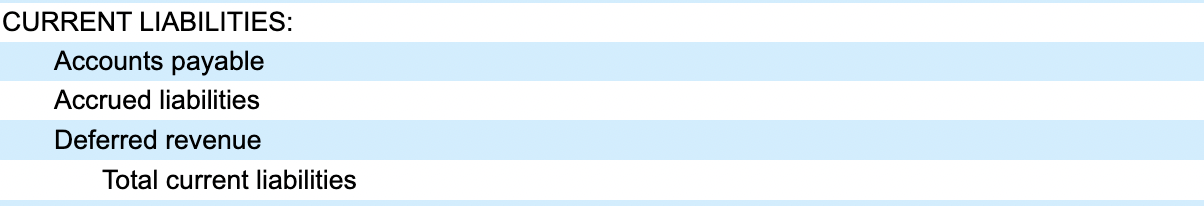 CURRENT LIABILITIES:
Accounts payable
Accrued liabilities
Deferred revenue
Total current liabilities